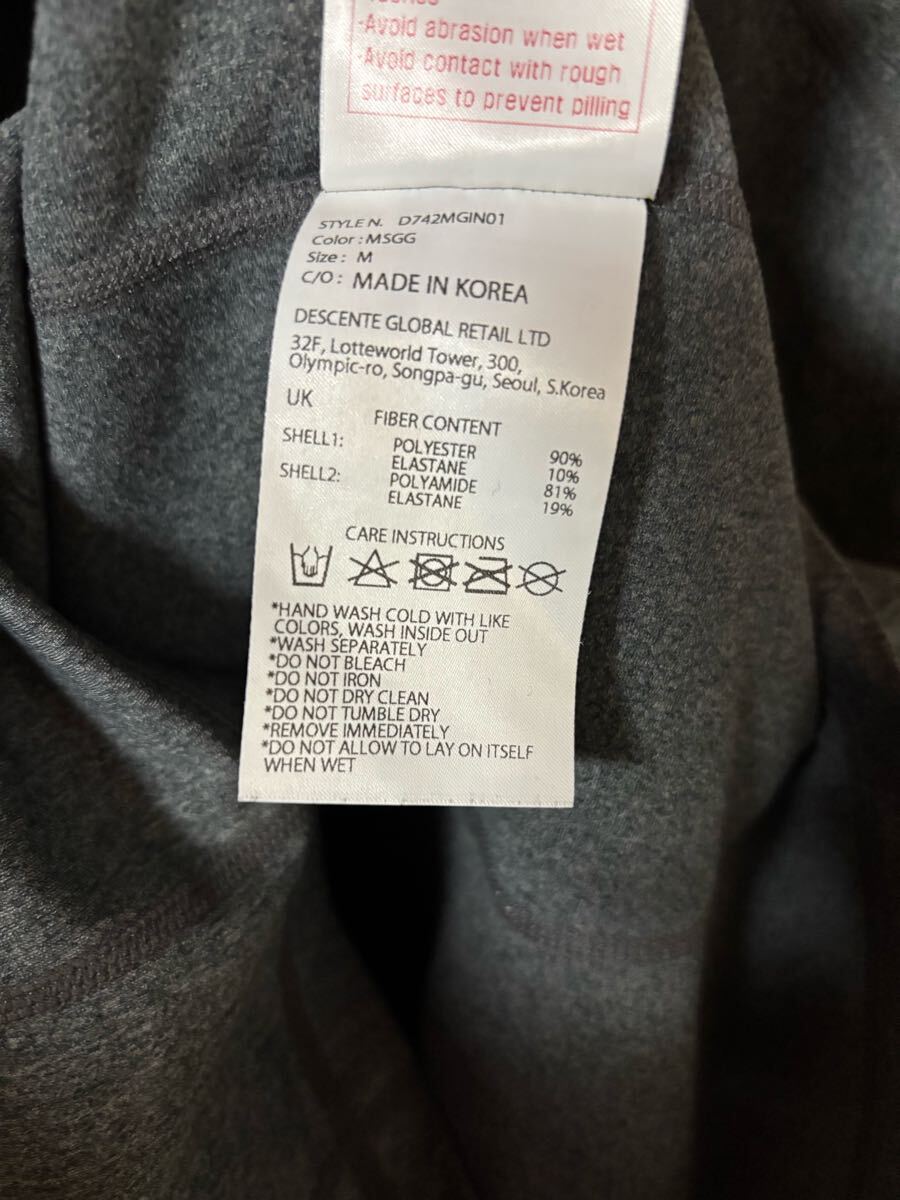 -Avoid abrasion when wet
-Avoid contact with rough
surfaces to prevent pilling
STYLE N. D742MGIN01
Color : MSGG
Size : M
C/O : MADE IN KOREA
DESCENTE GLOBAL RETAIL LTD
32F, Lotteworld Tower, 300,
Olympic-ro, Songpa-gu, Seoul, S.Korea
UK
FIBER CONTENT
SHELL1: POLYESTER 90%
ELASTANE 10%
SHELL2: POLYAMIDE 81%
ELASTANE 19%
CARE INSTRUCTIONS
*HAND WASH COLD WITH LIKE
COLORS, WASH INSIDE OUT
*WASH SEPARATELY
*DO NOT BLEACH
*DO NOT IRON
*DO NOT DRY CLEAN
*DO NOT TUMBLE DRY
*REMOVE IMMEDIATELY
*DO NOT ALLOW TO LAY ON ITSELF
WHEN WET